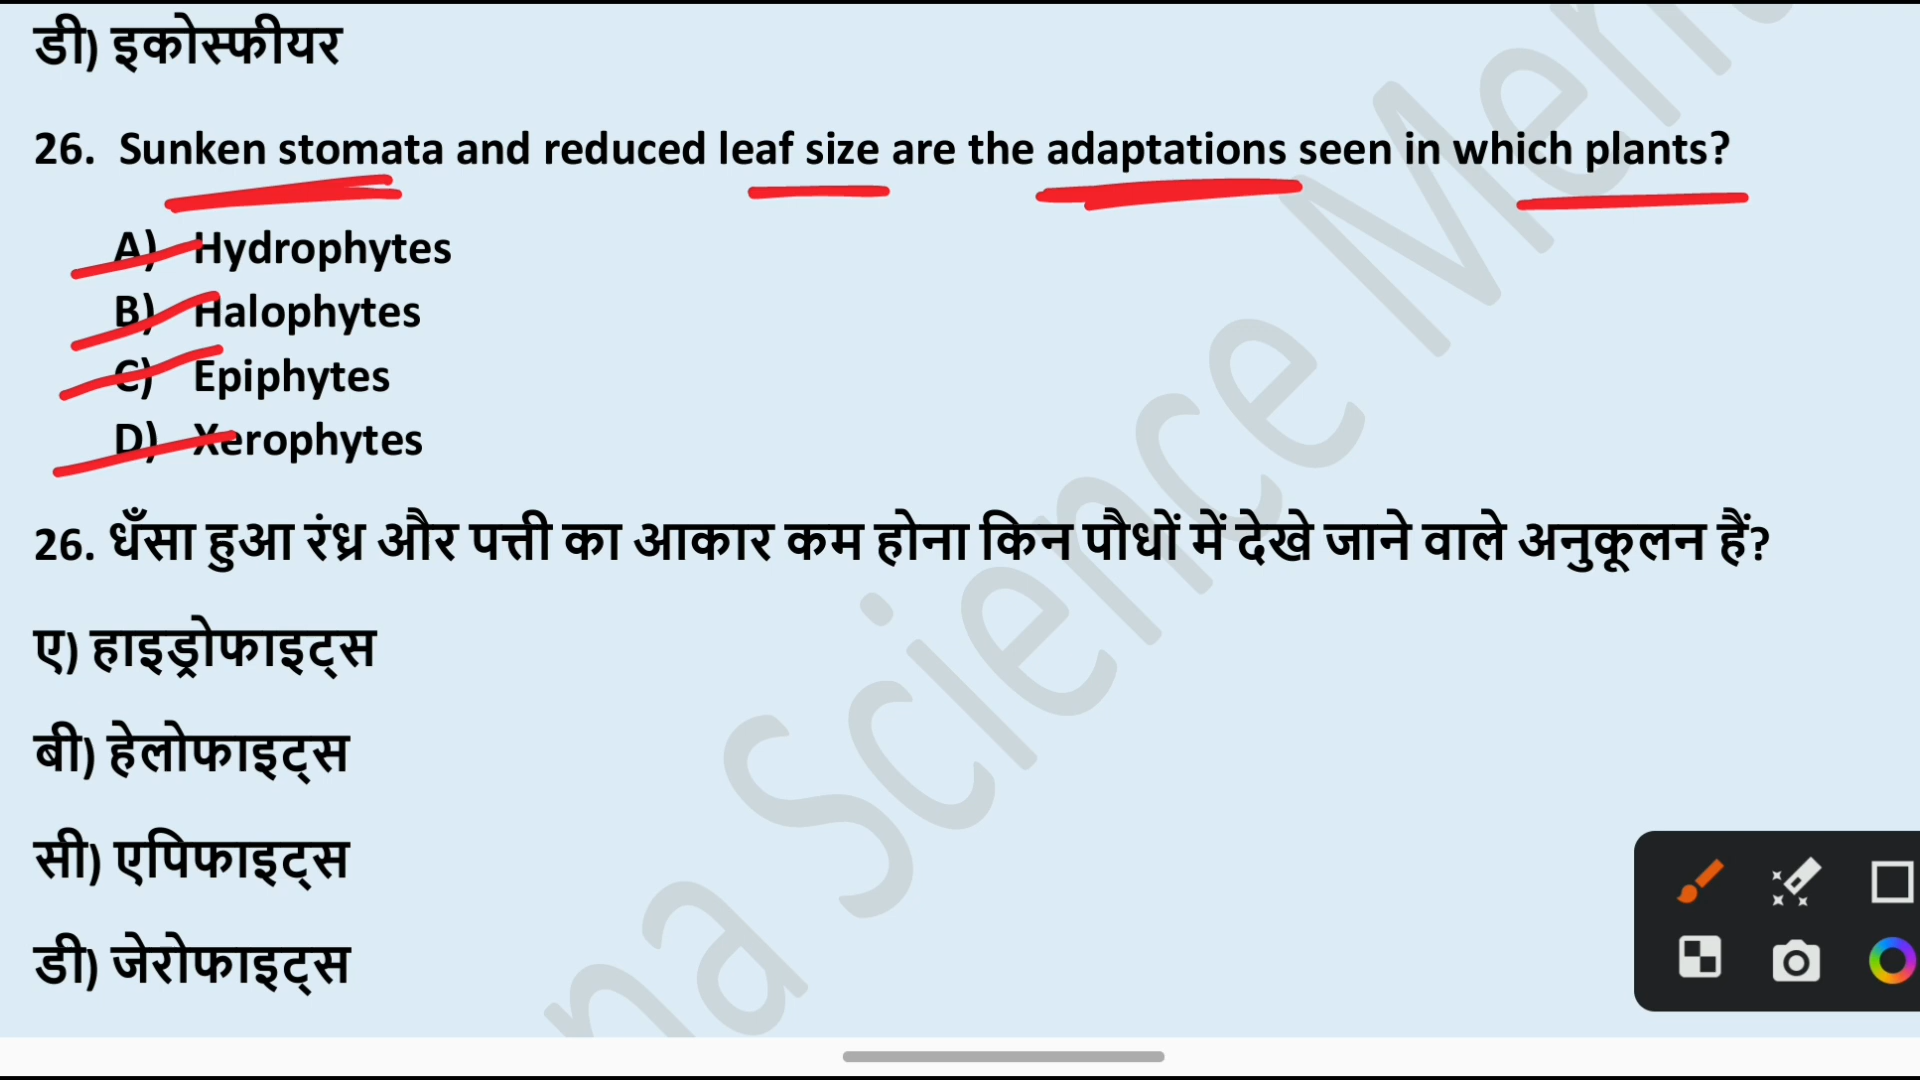 डी) इकोस्फीयर
26. Sunken stomata and reduced leaf size are the adaptations seen in which plants?
A) Hydrophytes
B) Halophytes
C) Epiphytes
D) Xerophytes
26. धँसा हुआ रंध्र और पत्ती का आकार कम होना किन पौधों में देखे जाने वाले अनुकूलन हैं?
ए) हाइड्रोफाइट्स
बी) हेलोफाइट्स
सी) एपिफाइट्स
डी) जेरोफाइट्स